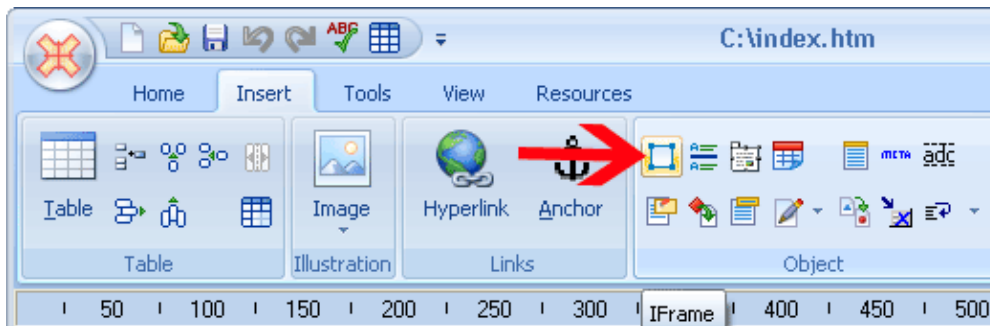 ABC
C:\index.htm
Home Insert Tools View Resources
META adc
Table Image Hyperlink Anchor
Table Illustration Links Object
50 100 150 200 250 300 400 450 500
IFrame